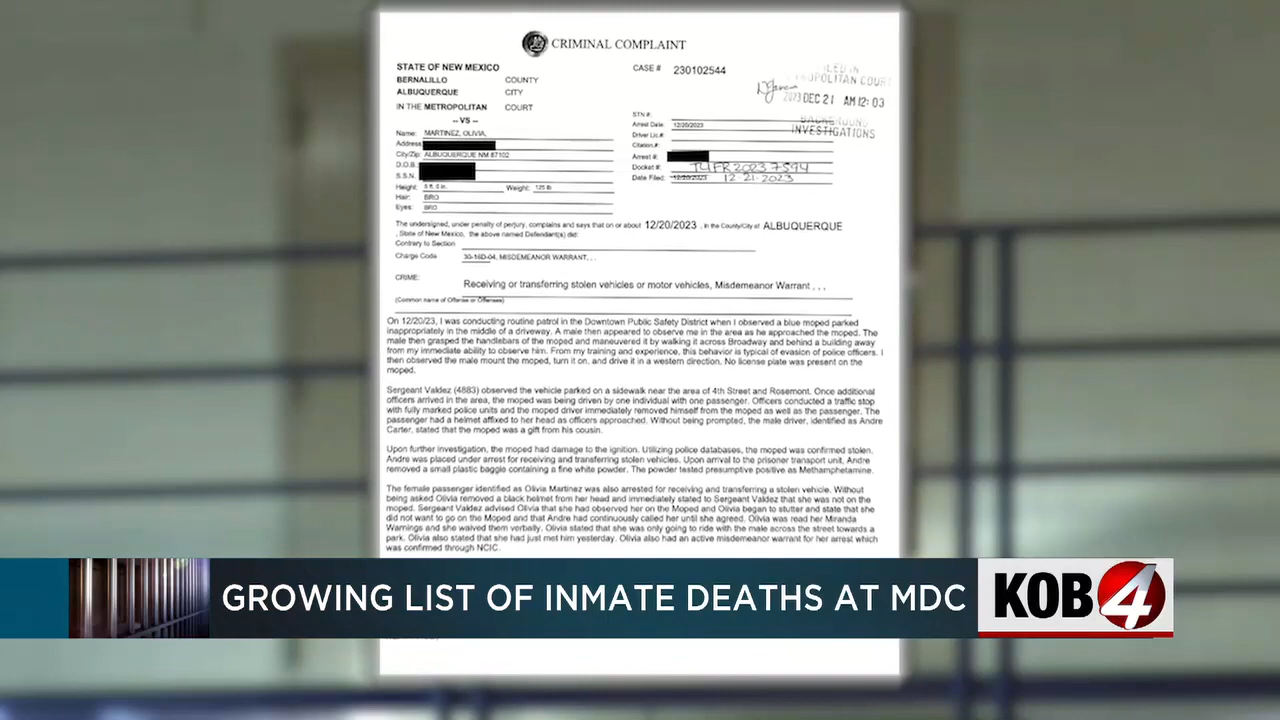 CRIMINAL COMPLAINT
STATE OF NEW MEXICO
CASE # 230102544
BERNALILLO COUNTY
ALBUQUERQUE CITY
IN THE METROPOLITAN COURT
2023 DEC 21 AM 12:03
BACKGROUND
INVESTIGATIONS
-- VS --
STN #:
Arrest Date: 12/20/2023
Driver Lic.#:
Citation #:
Arrest #:
Docket #: T4FR20237594
Date Filed: 12/20/2023 12-21-2023
Name: MARTINEZ, OLIVIA,
Address
City/Zip: ALBUQUERQUE NM 87102
D.O.B.
S.S.N.
Height: 5 ft. 0 in. Weight: 125 lb
Hair: BRO
Eyes: BRO
The undersigned, under penalty of perjury, complains and says that on or about 12/20/2023 , in the County/City of ALBUQUERQUE
, State of New Mexico, the above named Defendant(s) did:
Contrary to Section
Charge Code 30-16D-04, MISDEMEANOR WARRANT, . .
CRIME: Receiving or transferring stolen vehicles or motor vehicles, Misdemeanor Warrant . . .
(Common name of Offense or Offenses)
On 12/20/23, I was conducting routine patrol in the Downtown Public Safety District when I observed a blue moped parked
inappropriately in the middle of a driveway. A male then appeared to observe me in the area as he approached the moped. The
male then grasped the handlebars of the moped and maneuvered it by walking it across Broadway and behind a building away
from my immediate ability to observe him. From my training and experience, this behavior is typical of evasion of police officers. I
then observed the male mount the moped, turn it on, and drive it in a western direction. No license plate was present on the
moped.
Sergeant Valdez (4883) observed the vehicle parked on a sidewalk near the area of 4th Street and Rosemont. Once additional
officers arrived in the area, the moped was being driven by one individual with one passenger. Officers conducted a traffic stop
with fully marked police units and the moped driver immediately removed himself from the moped as well as the passenger. The
passenger had a helmet affixed to her head as officers approached. Without being prompted, the male driver, identified as Andre
Carter, stated that the moped was a gift from his cousin.
Upon further investigation, the moped had damage to the ignition. Utilizing police databases, the moped was confirmed stolen.
Andre was placed under arrest for receiving and transferring stolen vehicles. Upon arrival to the prisoner transport unit, Andre
removed a small plastic baggie containing a fine white powder. The powder tested presumptive positive as Methamphetamine.
The female passenger identified as Olivia Martinez was also arrested for receiving and transferring a stolen vehicle. Without
being asked Olivia removed a black helmet from her head and immediately stated to Sergeant Valdez that she was not on the
moped. Sergeant Valdez advised Olivia that she had observed her on the Moped and Olivia began to stutter and state that she
did not want to go on the Moped and that Andre had continuously called her until she agreed. Olivia was read her Miranda
Warnings and she waived them verbally. Olivia stated that she was only going to ride with the male across the street towards a
park. Olivia also stated that she had just met him yesterday. Olivia also had an active misdemeanor warrant for her arrest which
was confirmed through NCIC.
GROWING LIST OF INMATE DEATHS AT MDC
KOB 4